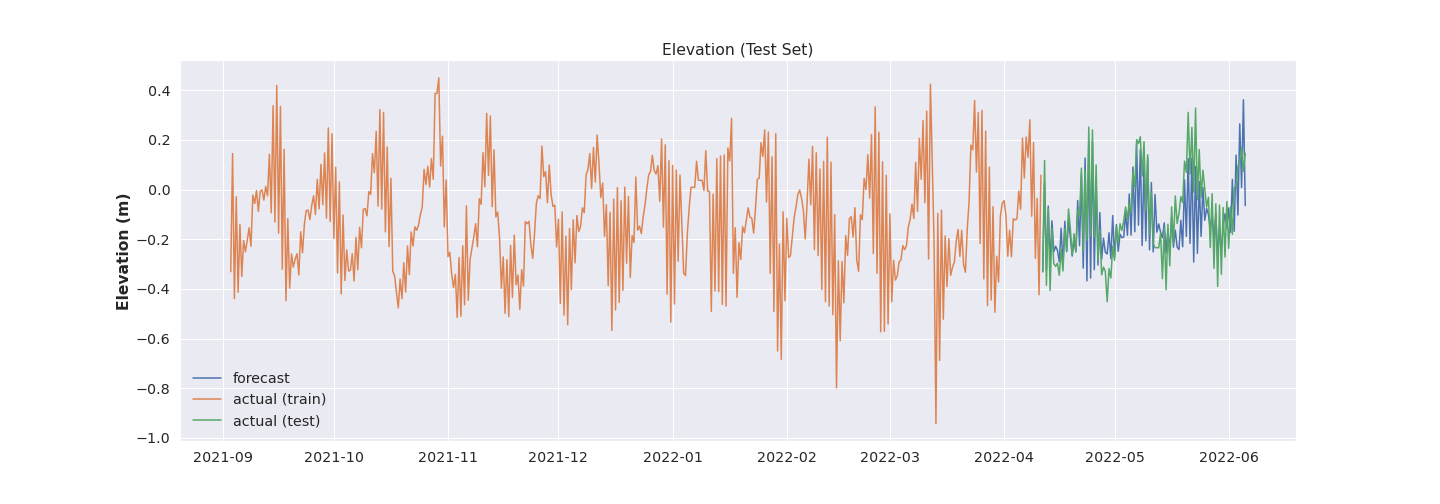 Elevation (Test Set)
Elevation (m)
0.4
0.2
0.0
−0.2
−0.4
−0.6
−0.8
−1.0
forecast
actual (train)
actual (test)
2021-09 2021-10 2021-11 2021-12 2022-01 2022-02 2022-03 2022-04 2022-05 2022-06